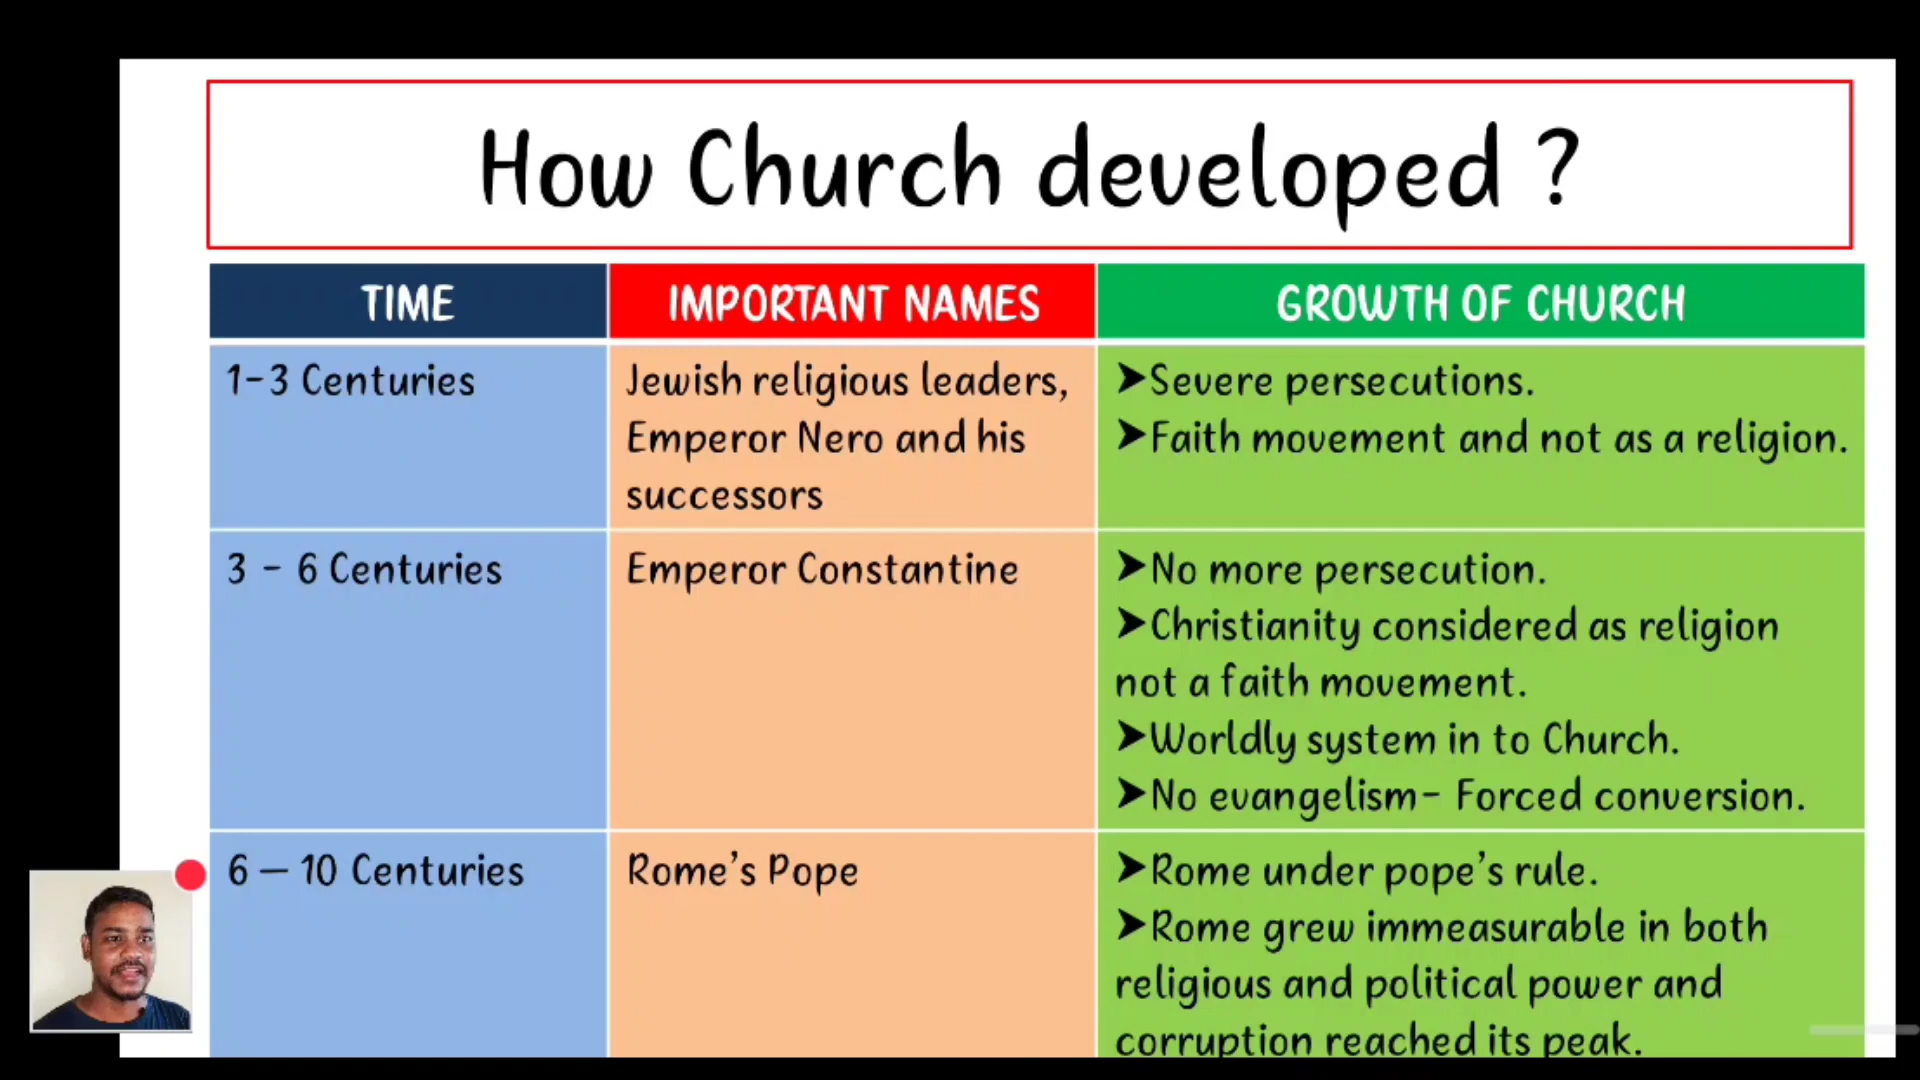 How Church developed ?
TIME
IMPORTANT NAMES
GROWTH OF CHURCH
1-3 Centuries
Jewish religious leaders,
Emperor Nero and his
successors
➤Severe persecutions.
➤Faith movement and not as a religion.
3 - 6 Centuries
Emperor Constantine
➤No more persecution.
➤Christianity considered as religion
not a faith movement.
➤Worldly system in to Church.
➤No evangelism- Forced conversion.
6 – 10 Centuries
Rome’s Pope
➤Rome under pope’s rule.
➤Rome grew immeasurable in both
religious and political power and
corruption reached its peak.